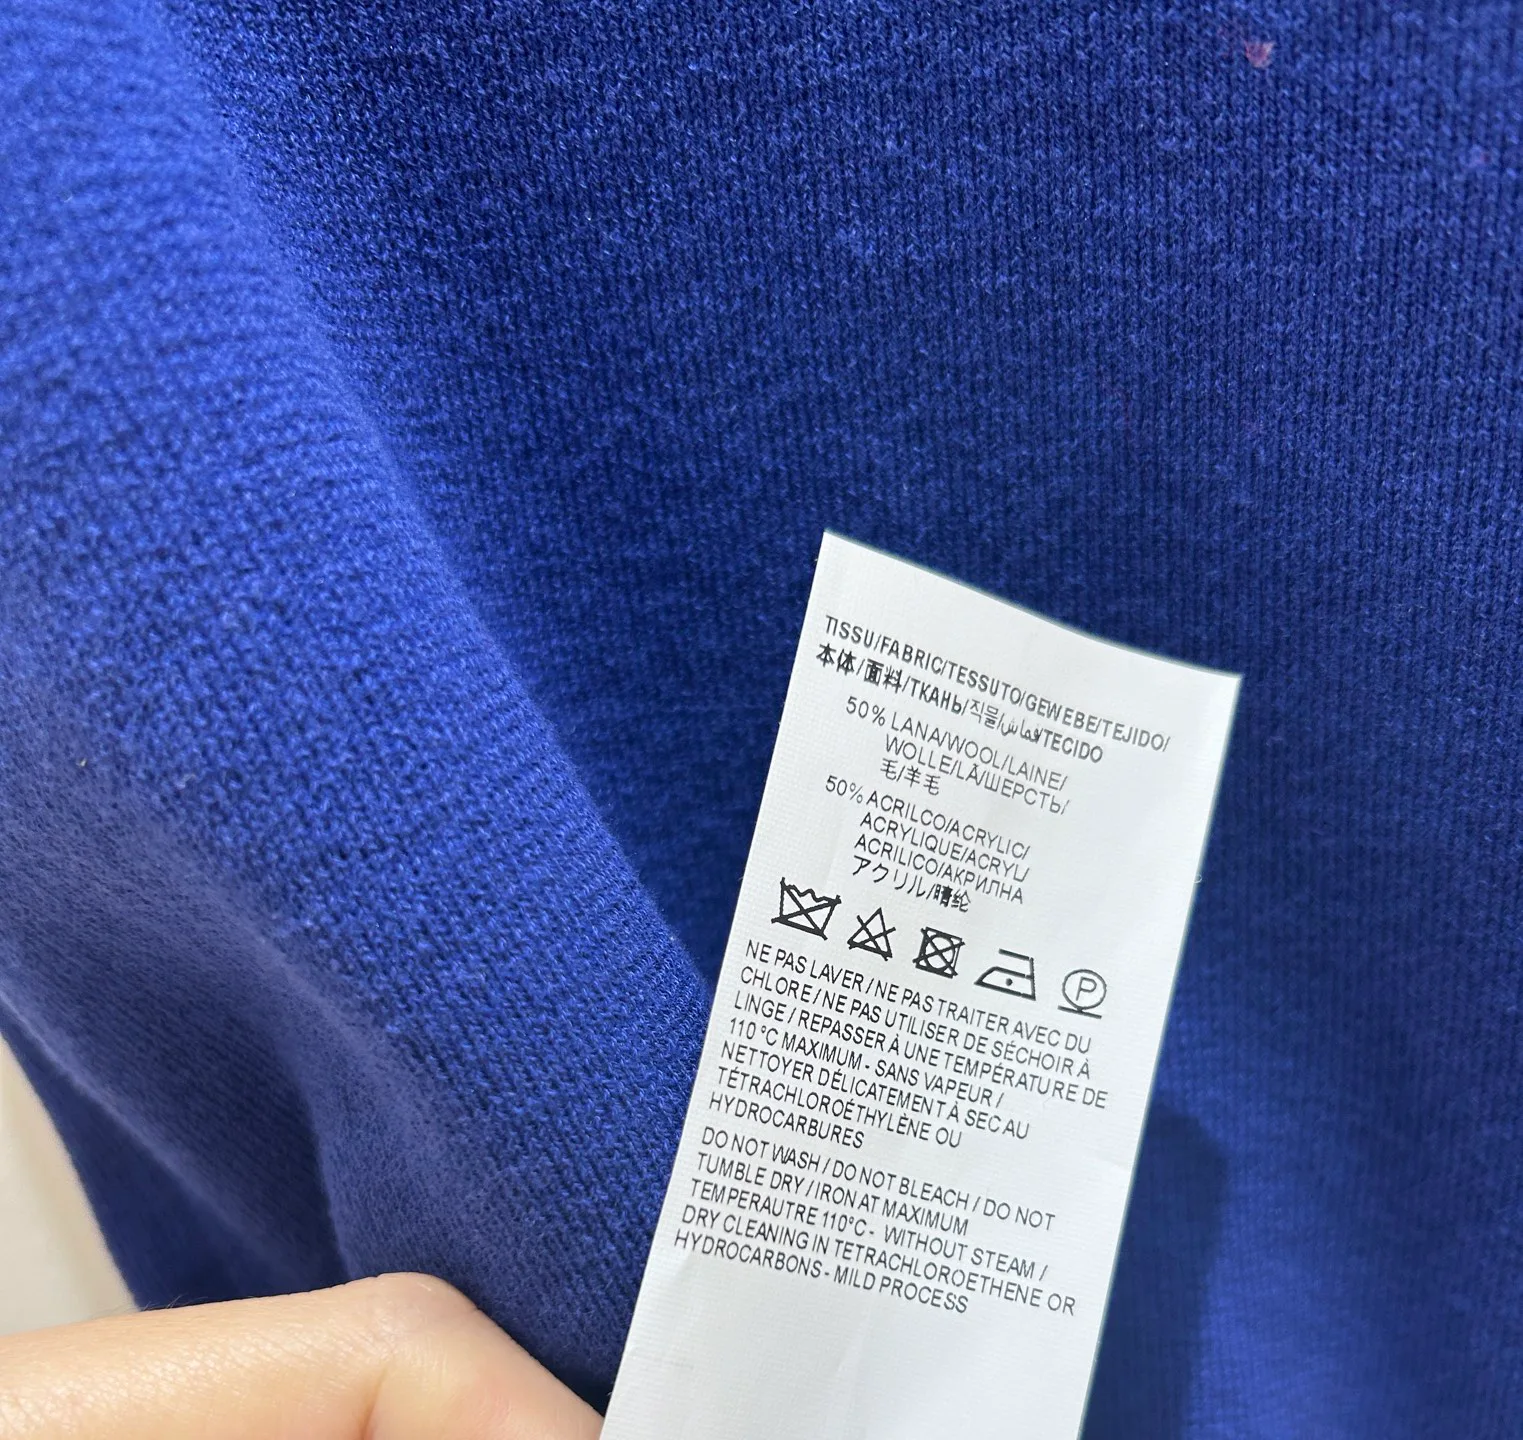 TISSU/FABRIC/TESSUTO/GEWEBE/TEJIDO/
本体/面料/ТКАНЬ/직물/قماش/TECIDO
50% LANA/WOOL/LAINE/
WOLLE/LÃ/ШЕРСТЬ/
毛/羊毛
50% ACRILCO/ACRYLIC/
ACRYLIQUE/ACRYL/
ACRILICO/АКРИЛНА
アクリル/晴纶
P
NE PAS LAVER / NE PAS TRAITER AVEC DU
CHLORE / NE PAS UTILISER DE SÉCHOIR À
LINGE / REPASSER À UNE TEMPÉRATURE DE
110 °C MAXIMUM - SANS VAPEUR /
NETTOYER DÉLICATEMENT À SEC AU
TÉTRACHLOROÉTHYLÈNE OU
HYDROCARBURES
DO NOT WASH / DO NOT BLEACH / DO NOT
TUMBLE DRY / IRON AT MAXIMUM
TEMPERAUTRE 110°C - WITHOUT STEAM /
DRY CLEANING IN TETRACHLOROETHENE OR
HYDROCARBONS - MILD PROCESS